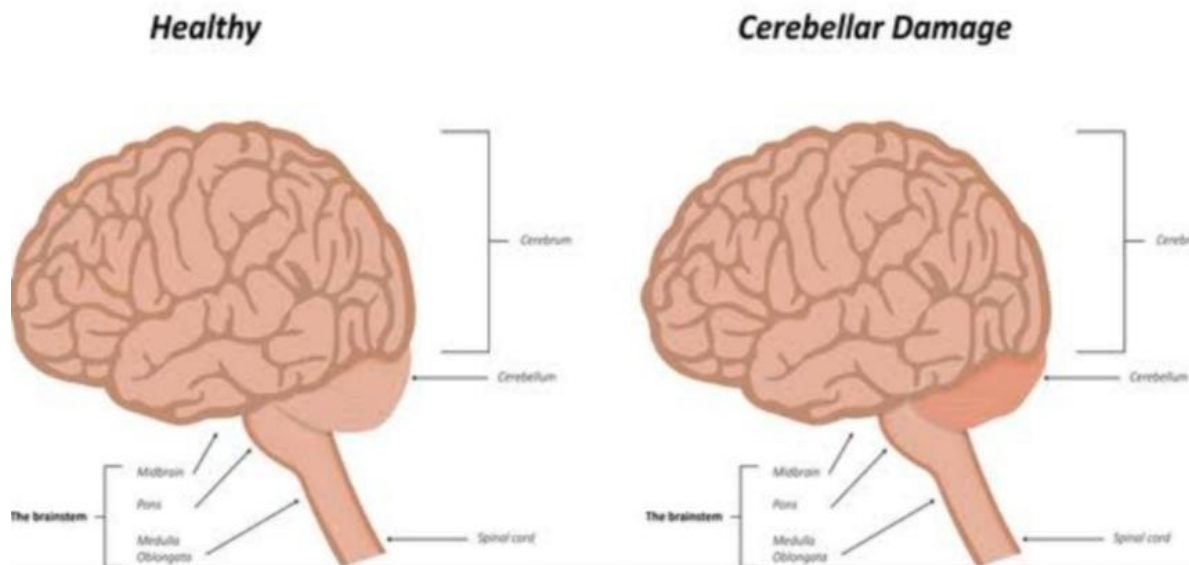 Healthy
Cerebellar Damage
Cerebrum
Cerebellum
Midbrain
Pons
The brainstem
Medulla
Oblongata
Spinal cord
Cereb
Cerebellum
Midbrain
Pons
The brainstem
Medulla
Oblongata
Spinal cord